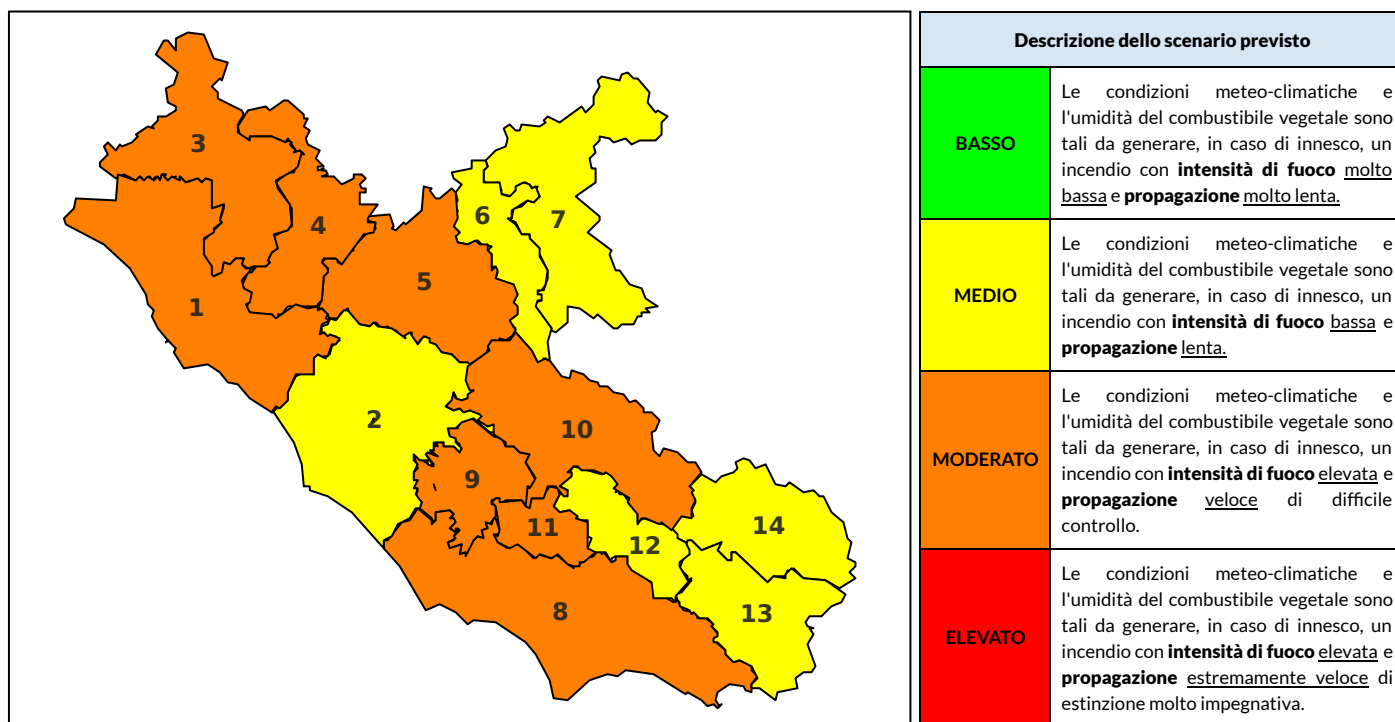 3
4
6
7
5
1
2
10
9
11
12
14
8
13
Descrizione dello scenario previsto
BASSO
Le condizioni meteo-climatiche e
l'umidità del combustibile vegetale sono
tali da generare, in caso di innesco, un
incendio con intensità di fuoco molto
bassa e propagazione molto lenta.
MEDIO
Le condizioni meteo-climatiche e
l'umidità del combustibile vegetale sono
tali da generare, in caso di innesco, un
incendio con intensità di fuoco bassa e
propagazione lenta.
MODERATO
Le condizioni meteo-climatiche e
l'umidità del combustibile vegetale sono
tali da generare, in caso di innesco, un
incendio con intensità di fuoco elevata e
propagazione veloce di difficile
controllo.
ELEVATO
Le condizioni meteo-climatiche e
l'umidità del combustibile vegetale sono
tali da generare, in caso di innesco, un
incendio con intensità di fuoco elevata e
propagazione estremamente veloce di
estinzione molto impegnativa.